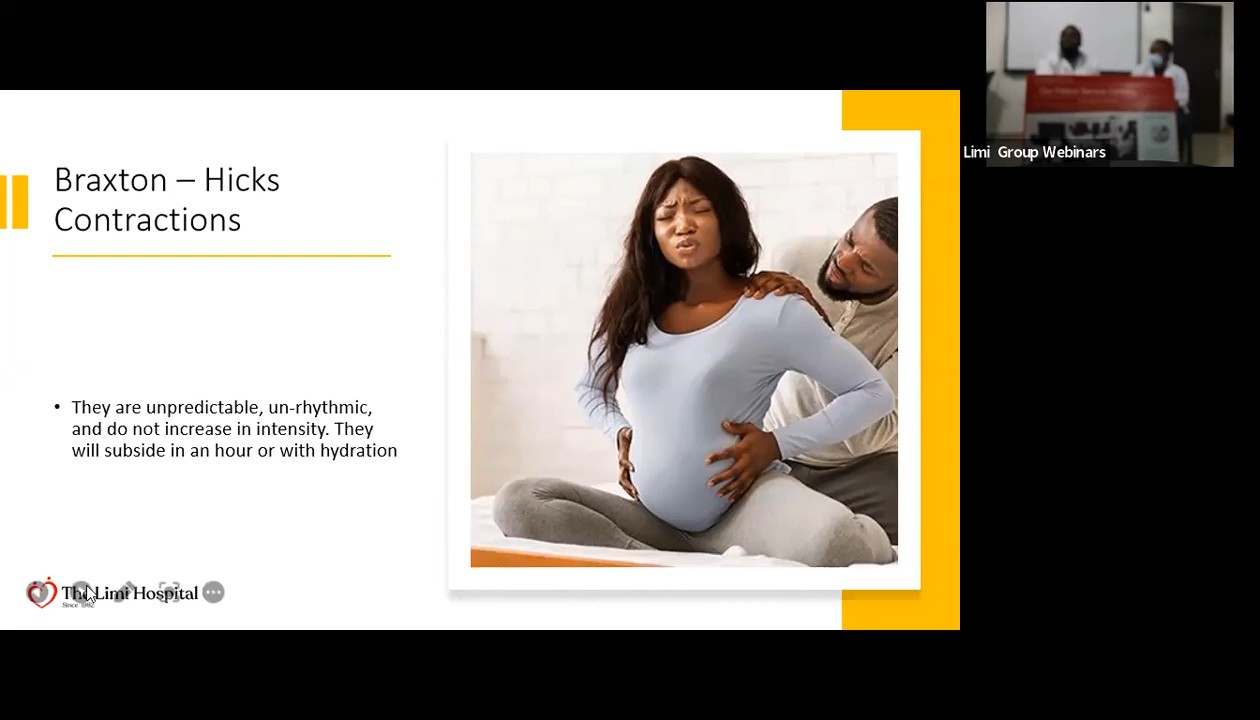 Braxton – Hicks
Contractions
• They are unpredictable, un-rhythmic,
and do not increase in intensity. They
will subside in an hour or with hydration
The Limi Hospital
Since 1982
Limi Group Webinars